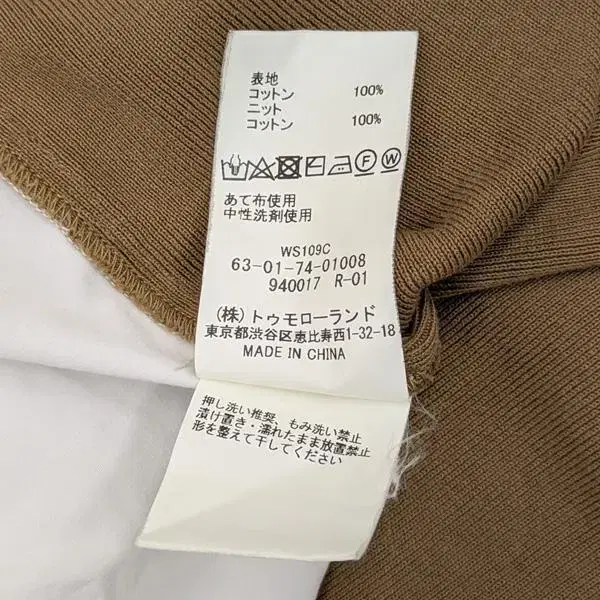 表地
コットン 100%
ニット
コットン 100%
F W
あて布使用
中性洗剤使用
WS109C
63-01-74-01008
940017 R-01
(株)トゥモローランド
東京都渋谷区恵比寿西1-32-18
MADE IN CHINA
押し洗い推奨、もみ洗い禁止
漬け置き・濡れたまま放置禁止
形を整えて干してください